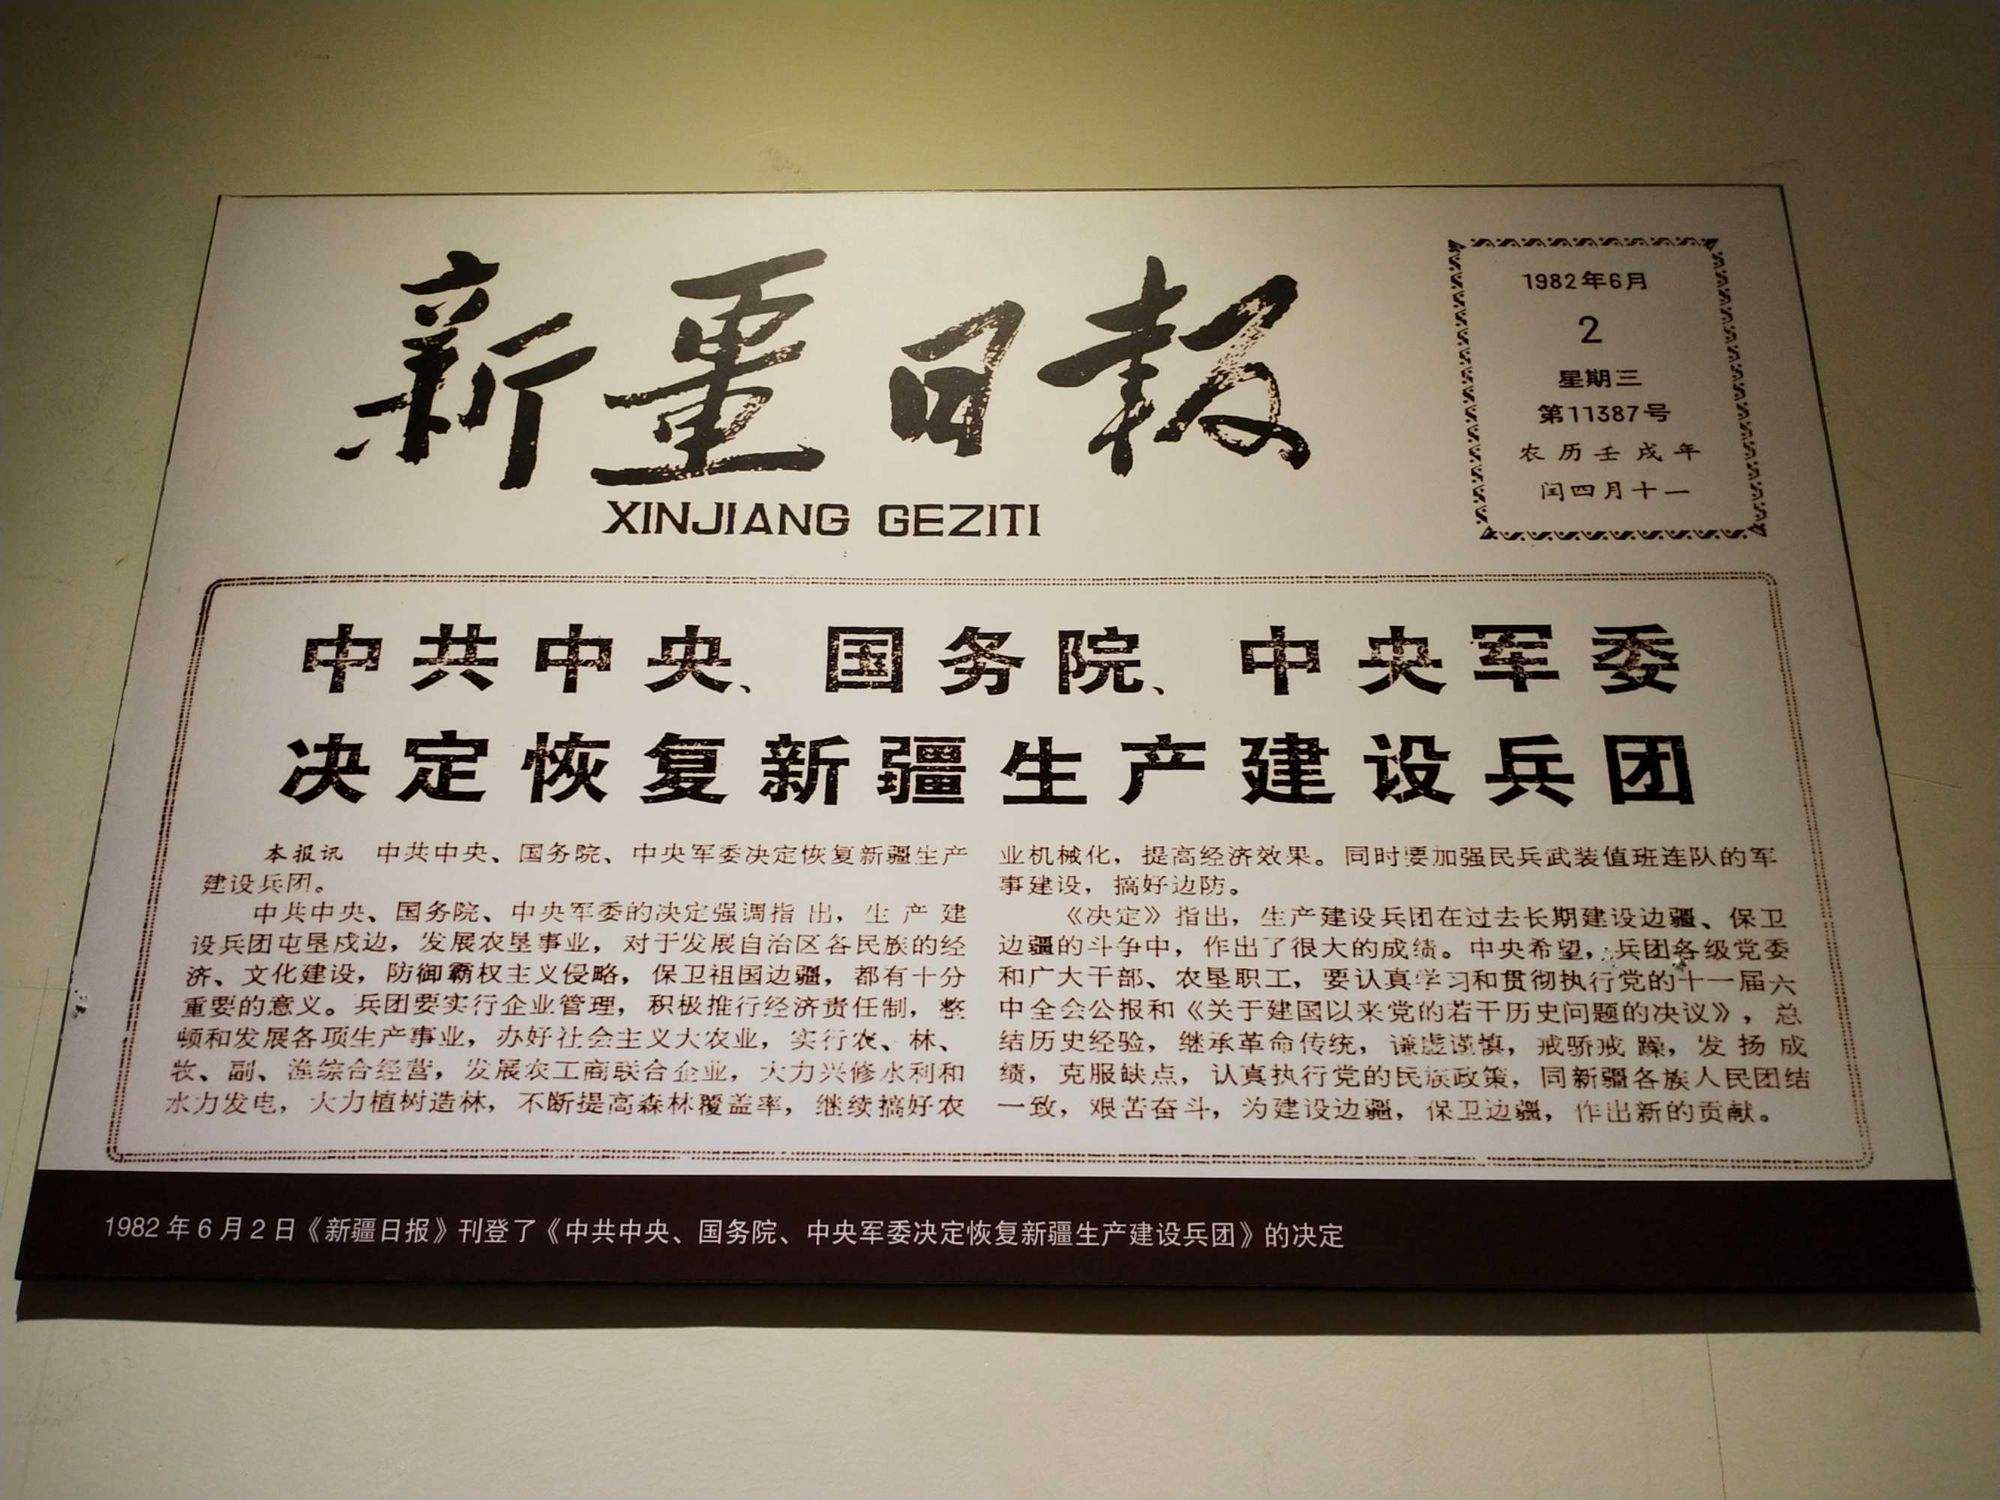 新疆日报
XINJIANG GEZITI
1982年6月
2
星期三
第11387号
农历壬戌年
闰四月十一
中共中央、国务院、中央军委
决定恢复新疆生产建设兵团
本报讯 中共中央、国务院、中央军委决定恢复新疆生产
建设兵团。
中共中央、国务院、中央军委的决定强调指出，生产建
设兵团屯垦戍边，发展农垦事业，对于发展自治区各民族的经
济、文化建设，防御霸权主义侵略，保卫祖国边疆，都有十分
重要的意义。兵团要实行企业管理，积极推行经济责任制，整
顿和发展各项生产事业，办好社会主义大农业，实行农、林、
牧、副、渔综合经营，发展农工商联合企业，大力兴修水利和
水力发电，大力植树造林，不断提高森林覆盖率，继续搞好农
业机械化，提高经济效果。同时要加强民兵武装值班连队的军
事建设，搞好边防。
《决定》指出，生产建设兵团在过去长期建设边疆、保卫
边疆的斗争中，作出了很大的成绩。中央希望，兵团各级党委
和广大干部、农垦职工，要认真学习和贯彻执行党的十一届六
中全会公报和《关于建国以来党的若干历史问题的决议》，总
结历史经验，继承革命传统，谦虚谨慎，戒骄戒躁，发扬成
绩，克服缺点，认真执行党的民族政策，同新疆各族人民团结
一致，艰苦奋斗，为建设边疆，保卫边疆，作出新的贡献。
1982年6月2日《新疆日报》刊登了《中共中央、国务院、中央军委决定恢复新疆生产建设兵团》的决定